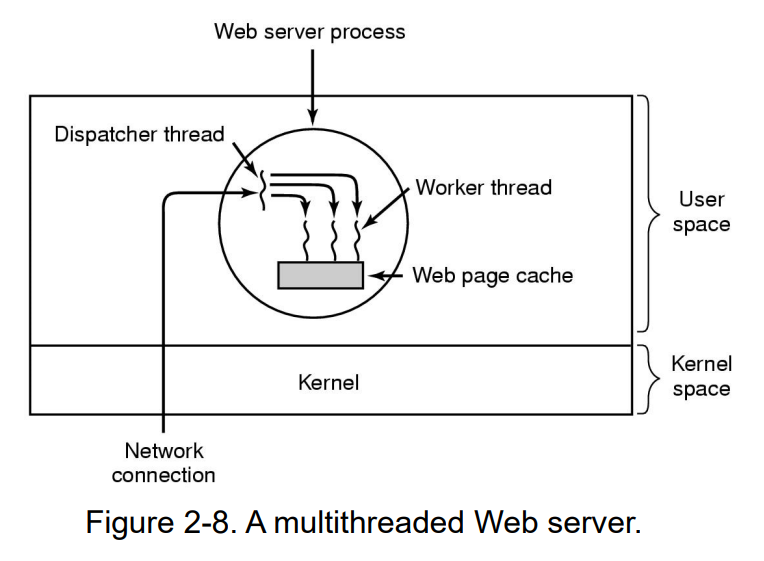 Web server process
Dispatcher thread
Worker thread
User
space
Web page cache
Kernel
Kernel
space
Network
connection
Figure 2-8. A multithreaded Web server.